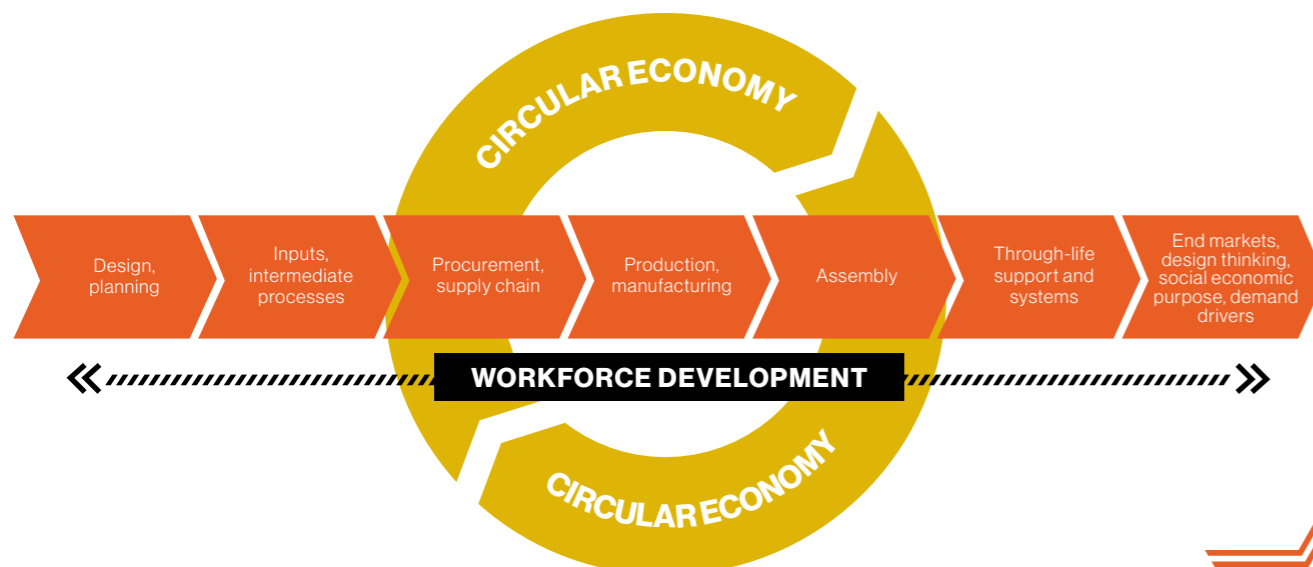 CIRCULAR ECONOMY
Design,
planning
Inputs,
intermediate
processes
Procurement,
supply chain
Production,
manufacturing
Assembly
Through-life
support and
systems
End markets,
design thinking,
social economic
purpose, demand
drivers
WORKFORCE DEVELOPMENT
CIRCULAR ECONOMY